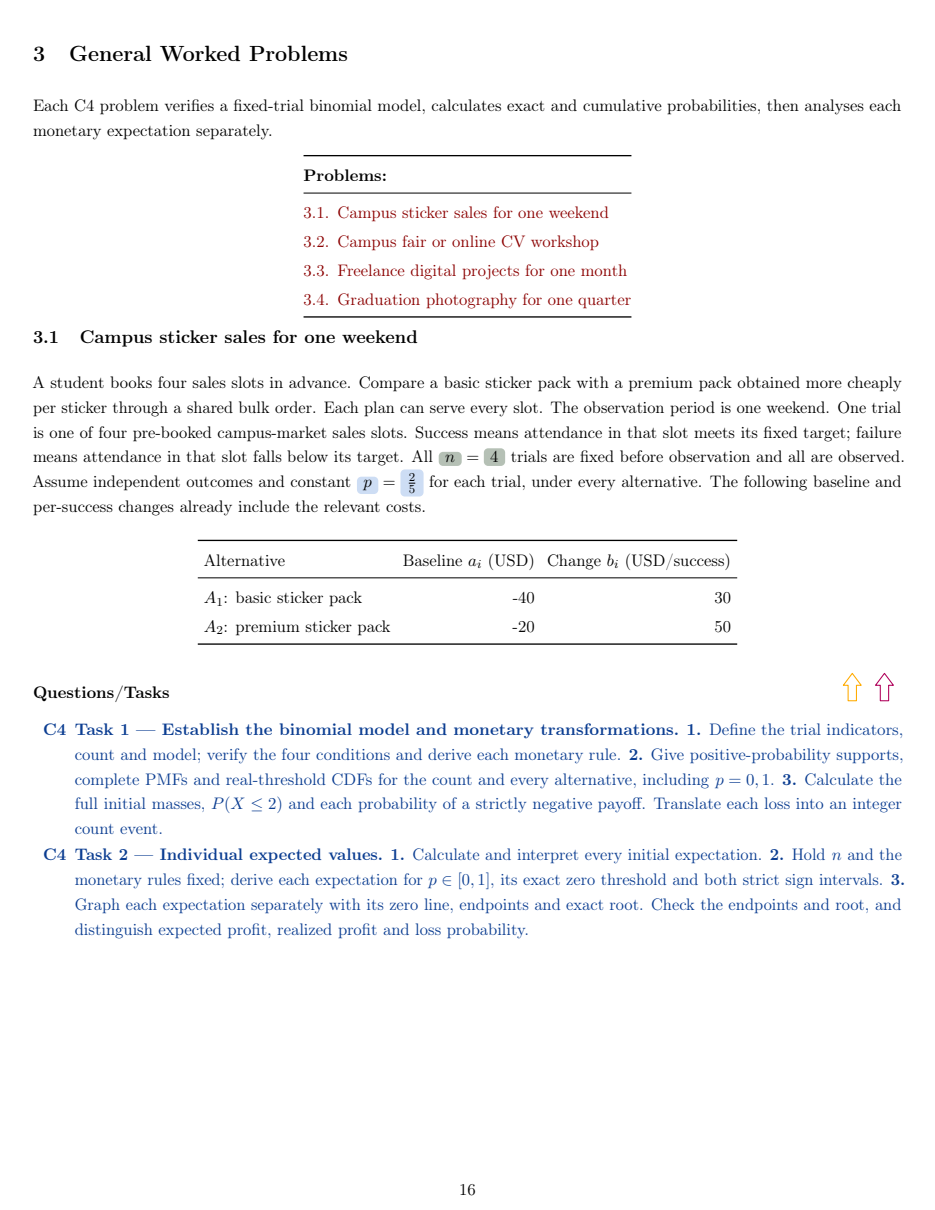 3 General Worked Problems
Each C4 problem verifies a fixed-trial binomial model, calculates exact and cumulative probabilities, then analyses each
monetary expectation separately.
Problems:
3.1. Campus sticker sales for one weekend
3.2. Campus fair or online CV workshop
3.3. Freelance digital projects for one month
3.4. Graduation photography for one quarter
3.1 Campus sticker sales for one weekend
A student books four sales slots in advance. Compare a basic sticker pack with a premium pack obtained more cheaply
per sticker through a shared bulk order. Each plan can serve every slot. The observation period is one weekend. One trial
is one of four pre-booked campus-market sales slots. Success means attendance in that slot meets its fixed target; failure
means attendance in that slot falls below its target. All n = 4 trials are fixed before observation and all are observed.
Assume independent outcomes and constant p = 2/5 for each trial, under every alternative. The following baseline and
per-success changes already include the relevant costs.
Alternative Baseline a_i (USD) Change b_i (USD/success)
A_1: basic sticker pack -40 30
A_2: premium sticker pack -20 50
Questions/Tasks
C4 Task 1 — Establish the binomial model and monetary transformations. 1. Define the trial indicators,
count and model; verify the four conditions and derive each monetary rule. 2. Give positive-probability supports,
complete PMFs and real-threshold CDFs for the count and every alternative, including p = 0, 1. 3. Calculate the
full initial masses, P(X ≤ 2) and each probability of a strictly negative payoff. Translate each loss into an integer
count event.
C4 Task 2 — Individual expected values. 1. Calculate and interpret every initial expectation. 2. Hold n and the
monetary rules fixed; derive each expectation for p ∈ [0, 1], its exact zero threshold and both strict sign intervals. 3.
Graph each expectation separately with its zero line, endpoints and exact root. Check the endpoints and root, and
distinguish expected profit, realized profit and loss probability.
16